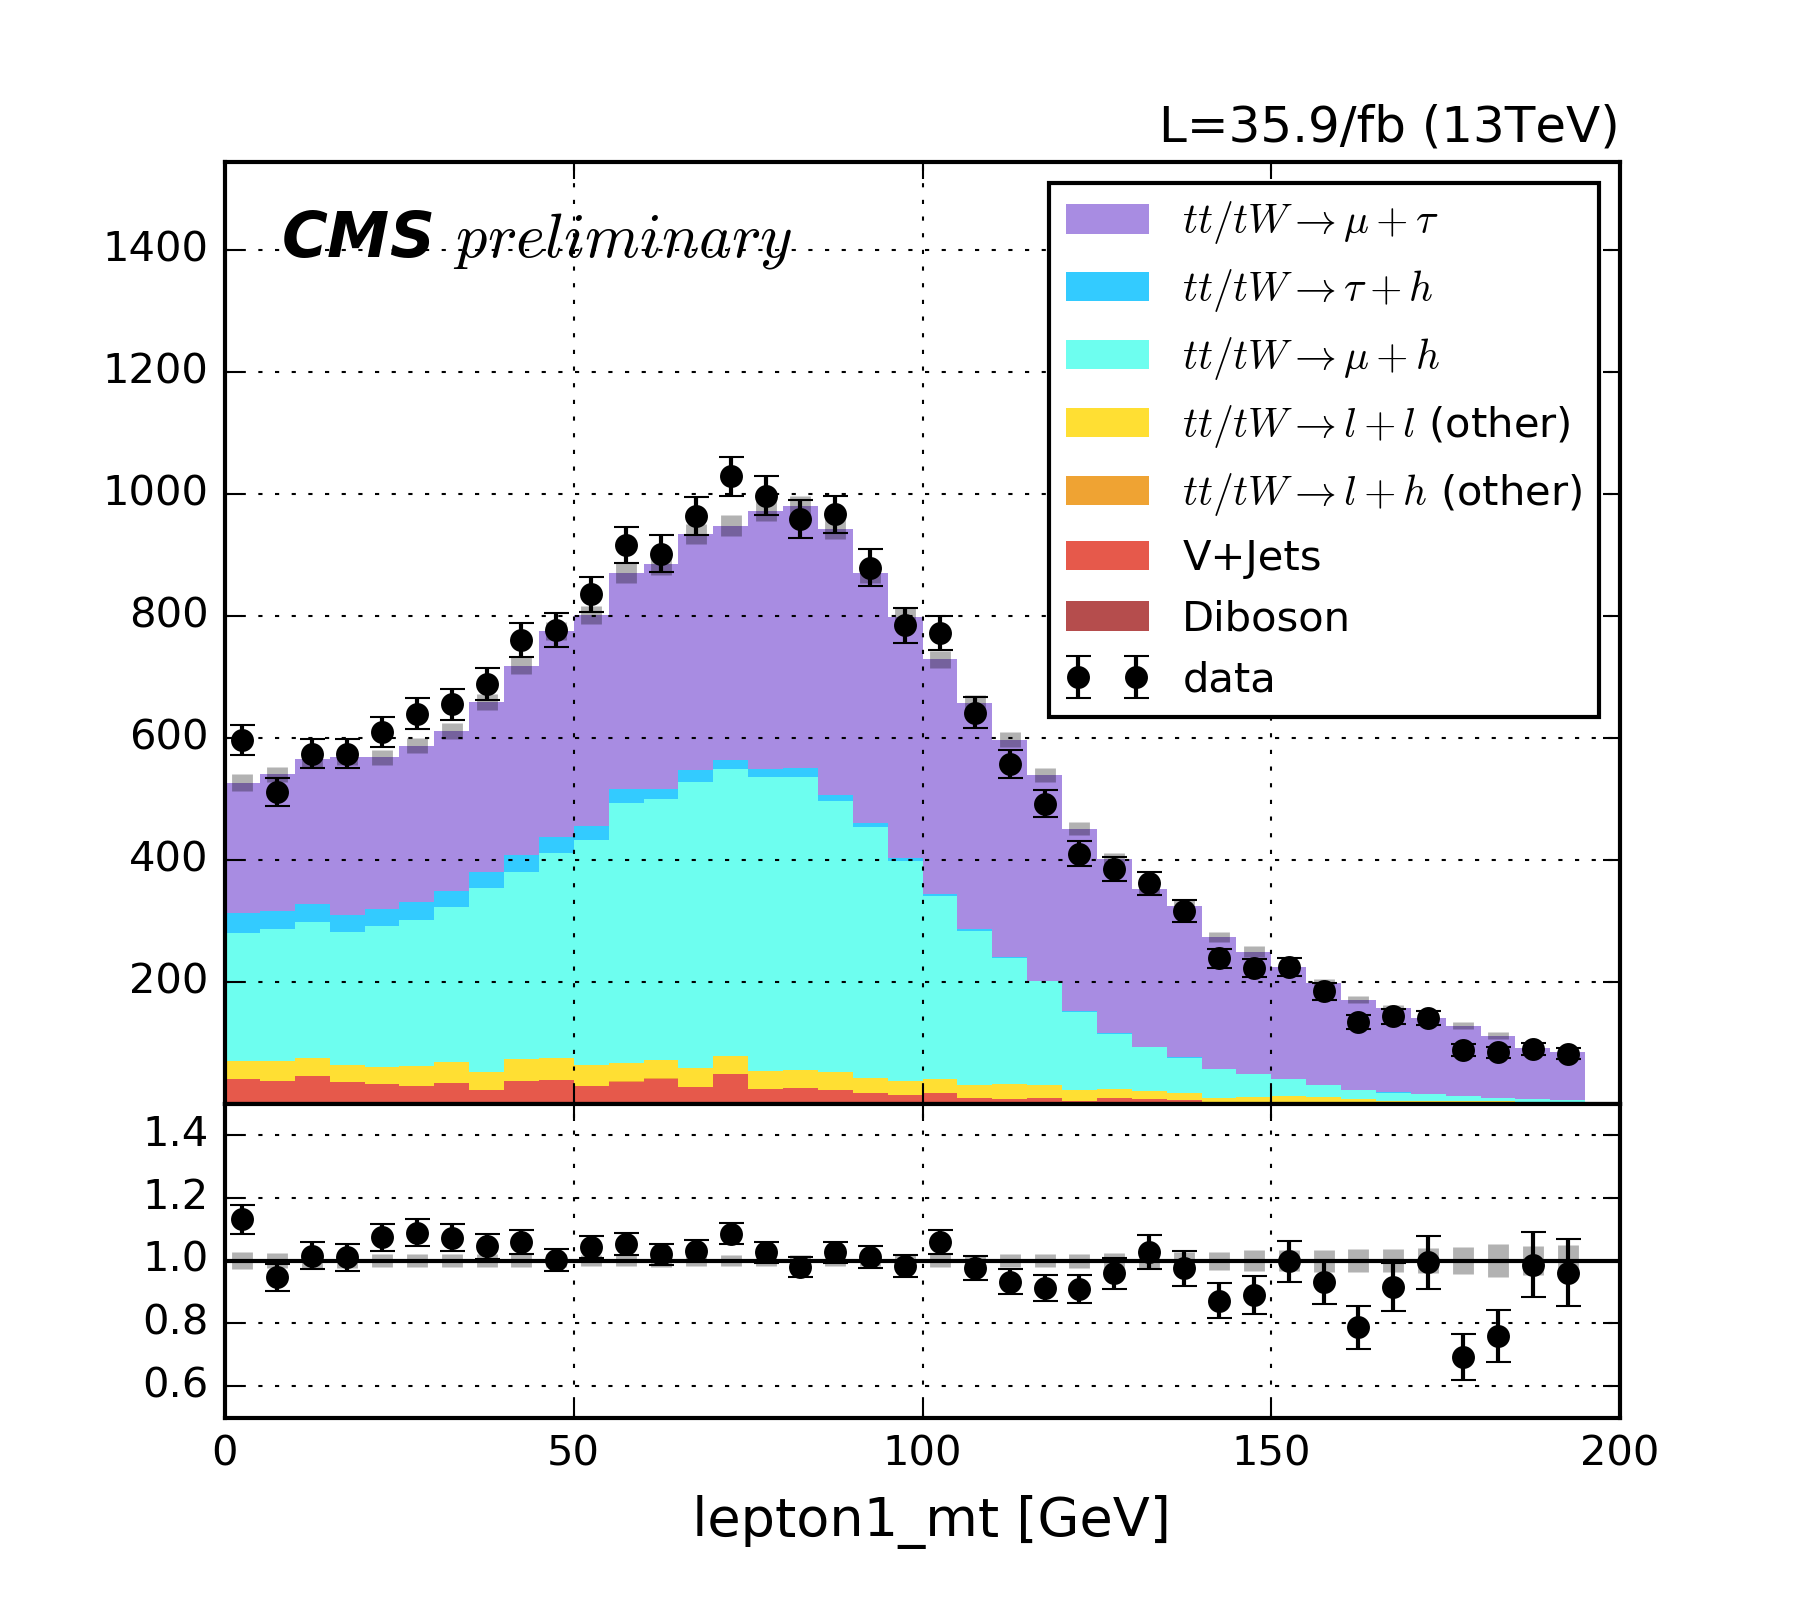 L=35.9/fb (13TeV)
CMS preliminary
tt/tW → μ + τ
tt/tW → τ + h
tt/tW → μ + h
tt/tW → l + l (other)
tt/tW → l + h (other)
V+Jets
Diboson
data
1400
1200
1000
800
600
400
200
1.4
1.2
1.0
0.8
0.6
0 50 100 150 200
lepton1_mt [GeV]